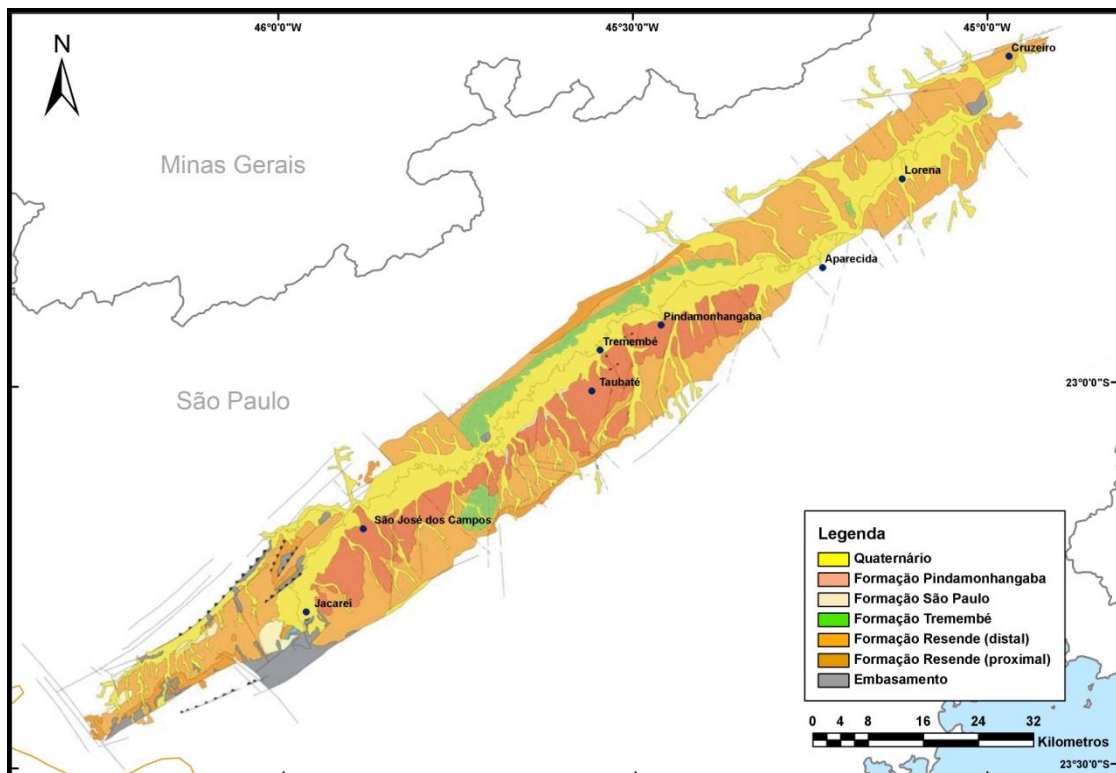 46°0'0"W
45°30'0"W
45°0'0"W
N
Cruzeiro
Minas Gerais
Lorena
Aparecida
Pindamonhangaba
Tremembé
São Paulo
Taubaté
23°0'0"S
São José dos Campos
Jacareí
Legenda
Quaternário
Formação Pindamonhangaba
Formação São Paulo
Formação Tremembé
Formação Resende (distal)
Formação Resende (proximal)
Embasamento
0 4 8 16 24 32
Kilometros
23°30'0"S